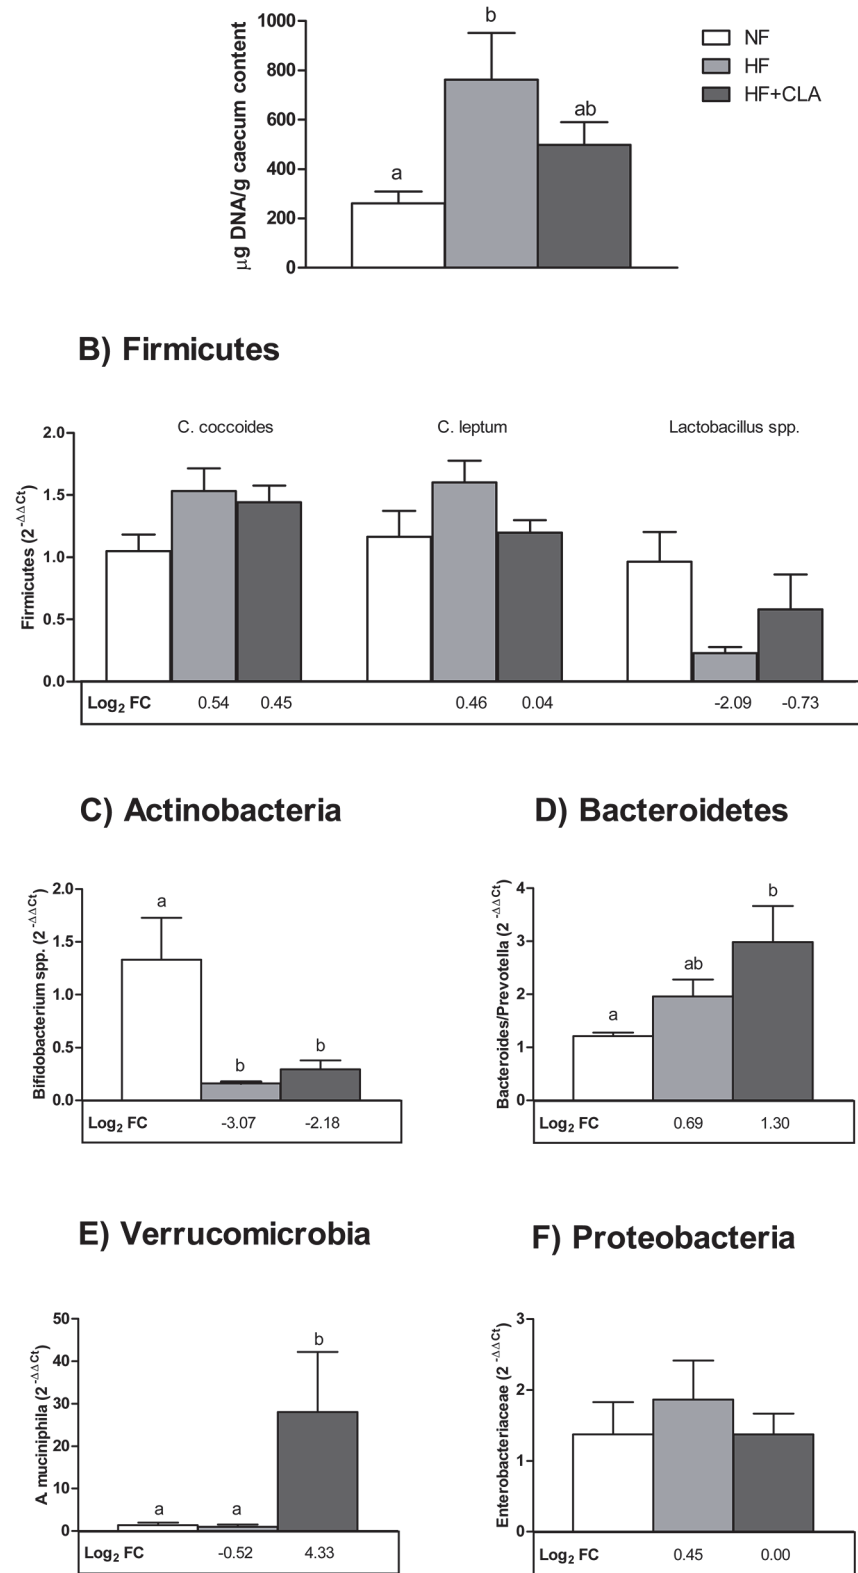 µg DNA/g caecum content
1000
800
600
400
200
0
a
b
ab
NF
HF
HF+CLA
B) Firmicutes
Firmicutes (2^-ΔΔCt)
2.0
1.5
1.0
0.5
0.0
C. coccoides
C. leptum
Lactobacillus spp.
Log2 FC 0.54 0.45 0.46 0.04 -2.09 -0.73
C) Actinobacteria
Bifidobacterium spp. (2^-ΔΔCt)
2.0
1.5
1.0
0.5
0.0
a
b
b
Log2 FC -3.07 -2.18
D) Bacteroidetes
Bacteroides/Prevotella (2^-ΔΔCt)
4
3
2
1
0
a
ab
b
Log2 FC 0.69 1.30
E) Verrucomicrobia
A. muciniphila (2^-ΔΔCt)
50
40
30
20
10
0
a
a
b
Log2 FC -0.52 4.33
F) Proteobacteria
Enterobacteriaceae (2^-ΔΔCt)
3
2
1
0
Log2 FC 0.45 0.00